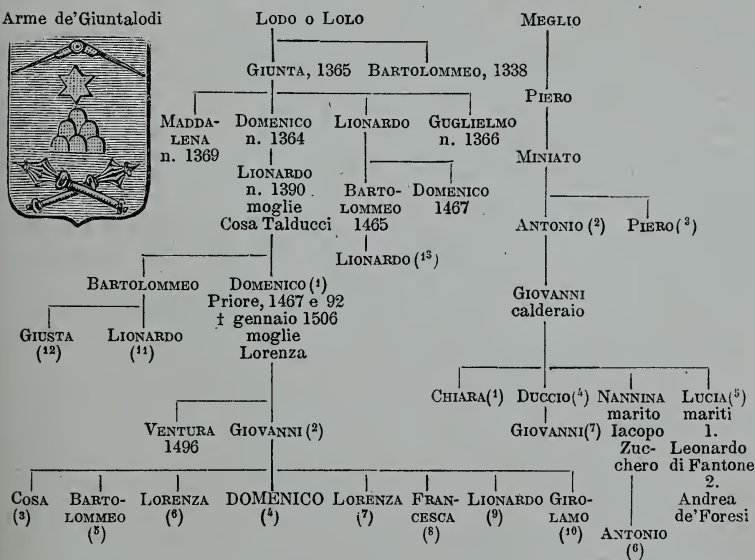 Arme de'Giuntalodi
LODO o LOLO
MEGLIO
GIUNTA, 1365 BARTOLOMMEO, 1338
PIERO
MADDA-
LENA
n. 1369
DOMENICO
n. 1364
LIONARDO
GUGLIELMO
n. 1366
MINIATO
LIONARDO
n. 1390
moglie
Cosa Talducci
BARTO-
LOMMEO
1465
DOMENICO
1467
ANTONIO (2) PIERO (3)
LIONARDO (13)
BARTOLOMMEO
DOMENICO (1)
Priore, 1467 e 92
† gennaio 1506
moglie
Lorenza
GIOVANNI
calderaio
GIUSTA
(12)
LIONARDO
(11)
CHIARA (1)
DUCCIO (4)
GIOVANNI (7)
NANNINA
marito
Iacopo
Zuc-
chero
LUCIA (5)
mariti
1.
Leonardo
di Fantone
2.
Andrea
de'Foresi
VENTURA
1496
GIOVANNI (2)
COSA
(3)
BARTO-
LOMMEO
(5)
LORENZA
(6)
DOMENICO
(4)
LORENZA
(7)
FRAN-
CESCA
(8)
LIONARDO
(9)
GIRO-
LAMO
(10)
ANTONIO
(6)